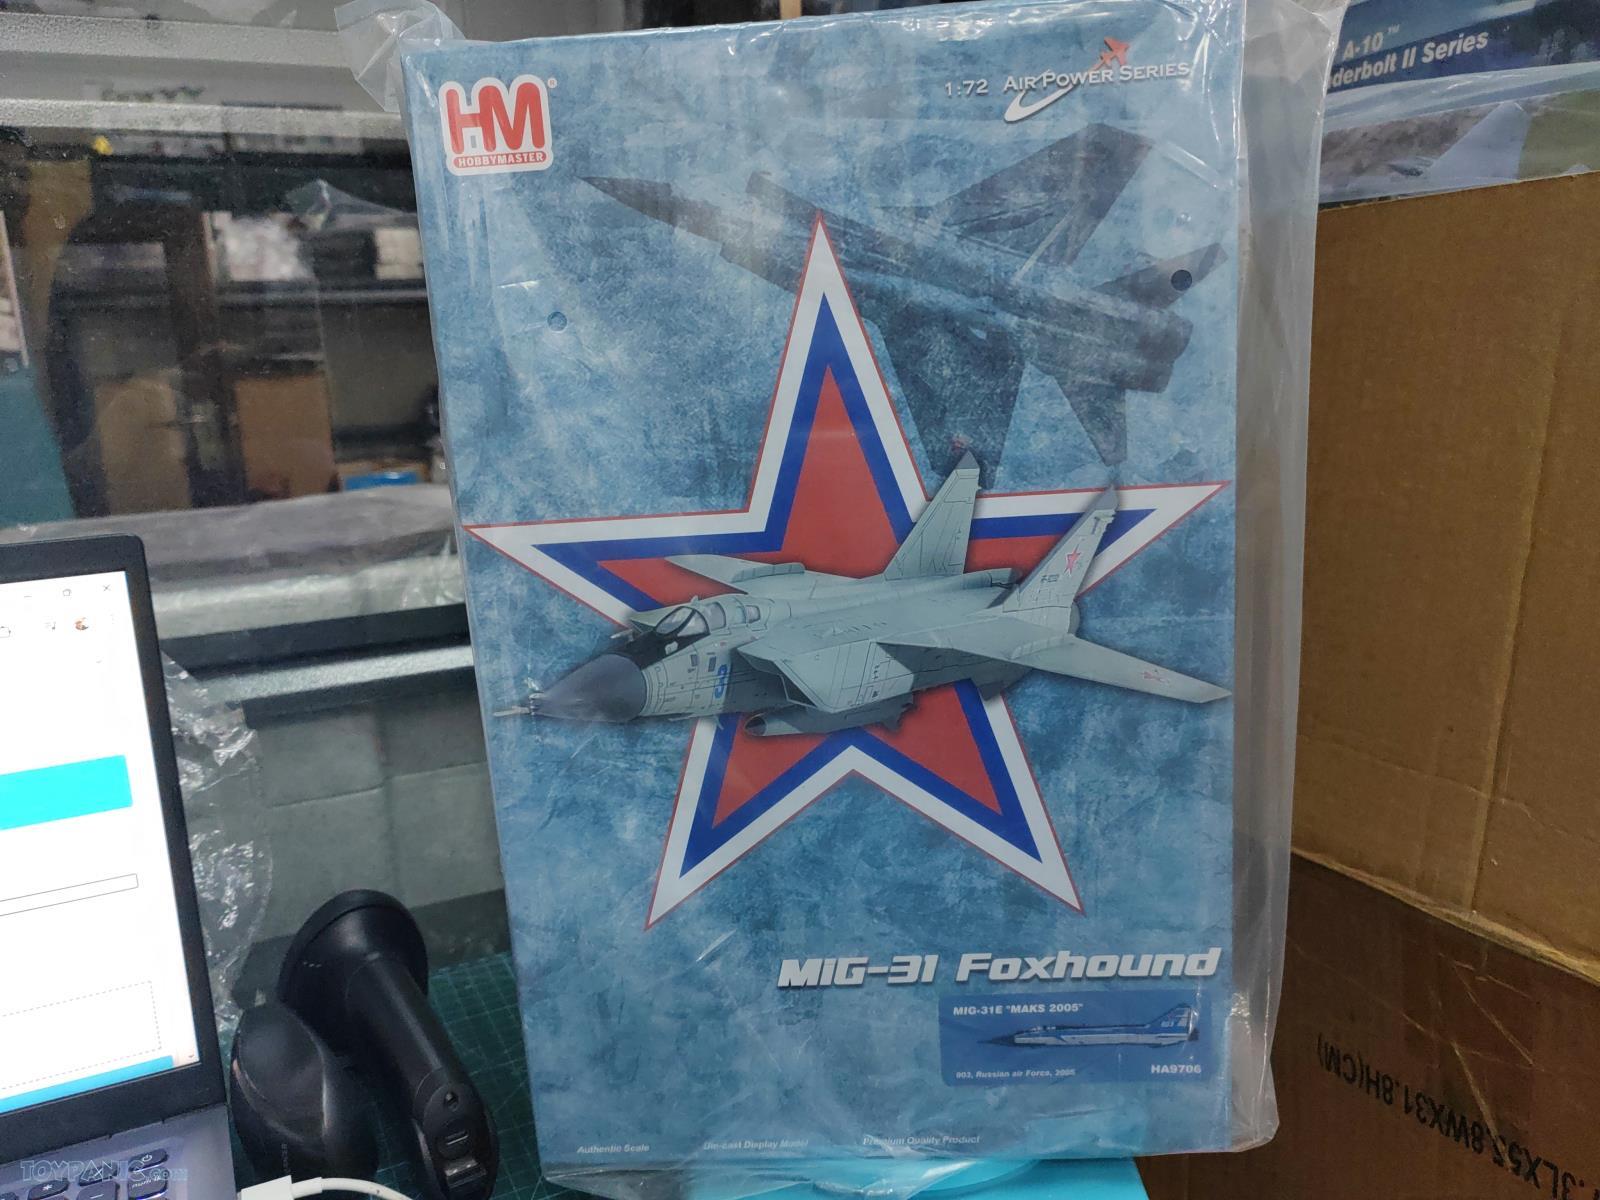 HM®
HOBBYMASTER
1:72 AIR POWER SERIES
A-10™
derbolt II Series
MIG-31 Foxhound
MIG-31E "MAKS 2005"
903, Russian air Force, 2005
HA9706
Authentic Scale
Die-cast Display Model
Premium Quality Product
TOYPANIC.com